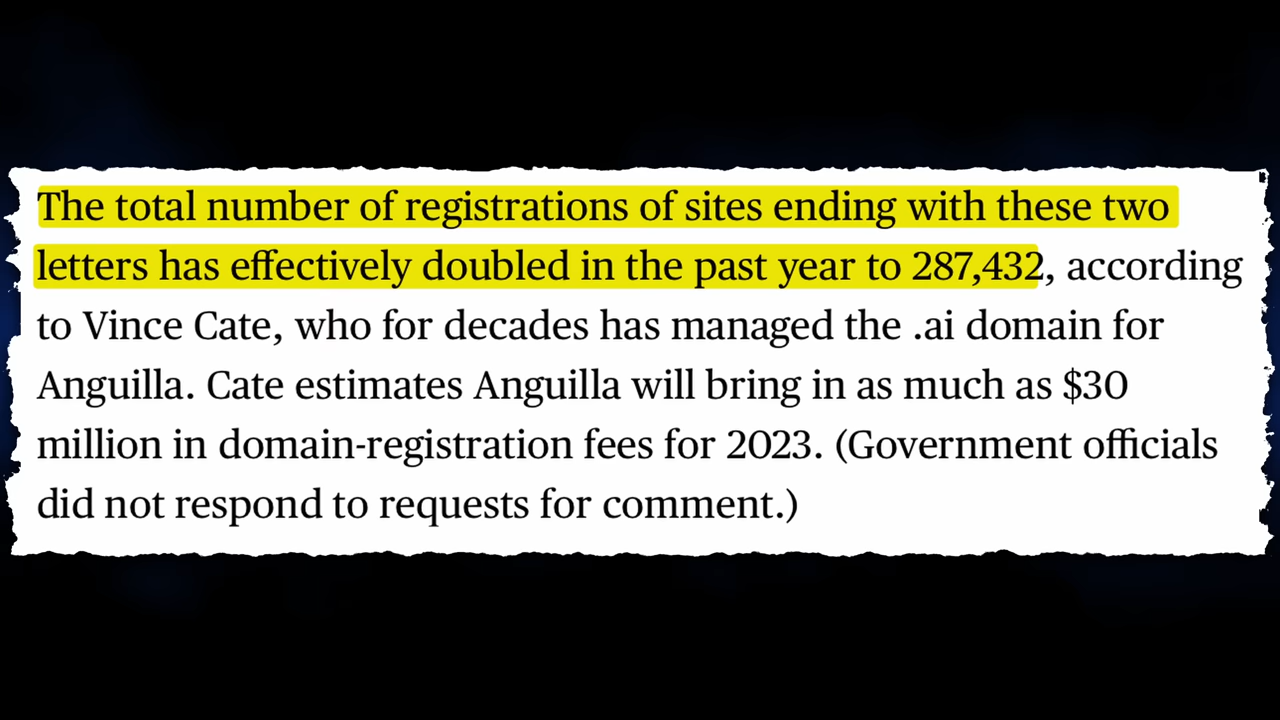 The total number of registrations of sites ending with these two
letters has effectively doubled in the past year to 287,432, according
to Vince Cate, who for decades has managed the .ai domain for
Anguilla. Cate estimates Anguilla will bring in as much as $30
million in domain-registration fees for 2023. (Government officials
did not respond to requests for comment.)